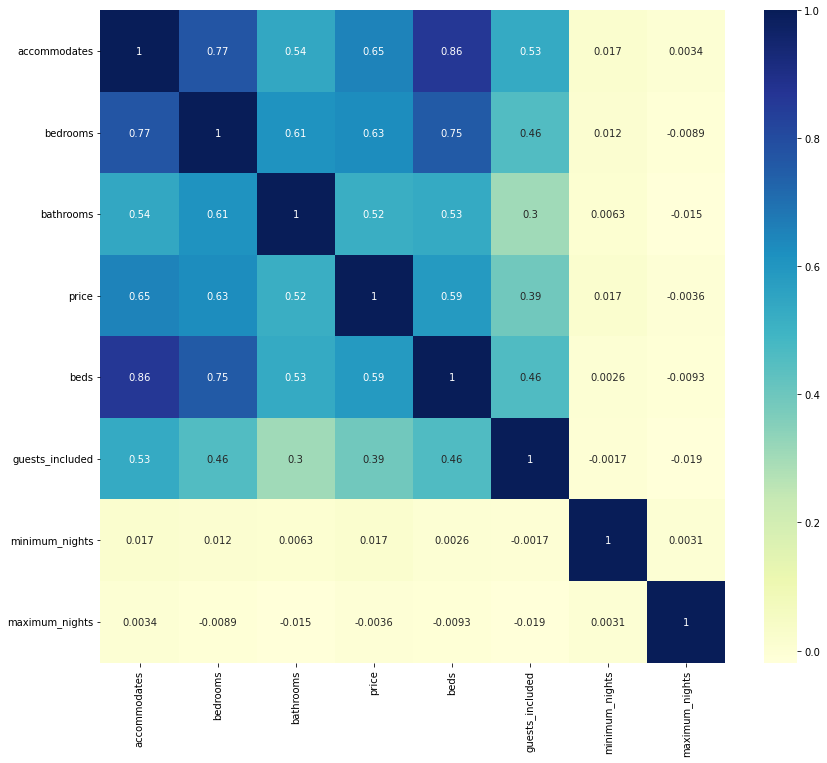 accommodates 1 0.77 0.54 0.65 0.86 0.53 0.017 0.0034
bedrooms 0.77 1 0.61 0.63 0.75 0.46 0.012 -0.0089
bathrooms 0.54 0.61 1 0.52 0.53 0.3 0.0063 -0.015
price 0.65 0.63 0.52 1 0.59 0.39 0.017 -0.0036
beds 0.86 0.75 0.53 0.59 1 0.46 0.0026 -0.0093
guests_included 0.53 0.46 0.3 0.39 0.46 1 -0.0017 -0.019
minimum_nights 0.017 0.012 0.0063 0.017 0.0026 -0.0017 1 0.0031
maximum_nights 0.0034 -0.0089 -0.015 -0.0036 -0.0093 -0.019 0.0031 1
accommodates
bedrooms
bathrooms
price
beds
guests_included
minimum_nights
maximum_nights
1.0
0.8
0.6
0.4
0.2
0.0